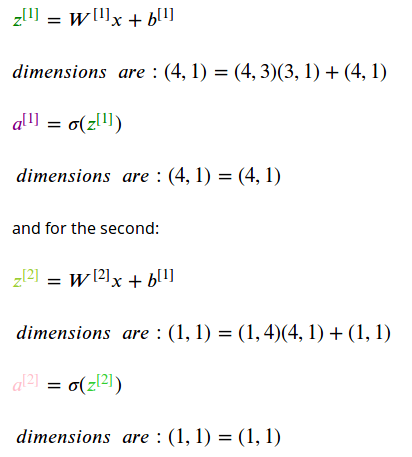 z[1] = W[1]x + b[1]
dimensions are : (4, 1) = (4, 3)(3, 1) + (4, 1)
a[1] = σ(z[1])
dimensions are : (4, 1) = (4, 1)
and for the second:
z[2] = W[2]x + b[1]
dimensions are : (1, 1) = (1, 4)(4, 1) + (1, 1)
a[2] = σ(z[2])
dimensions are : (1, 1) = (1, 1)